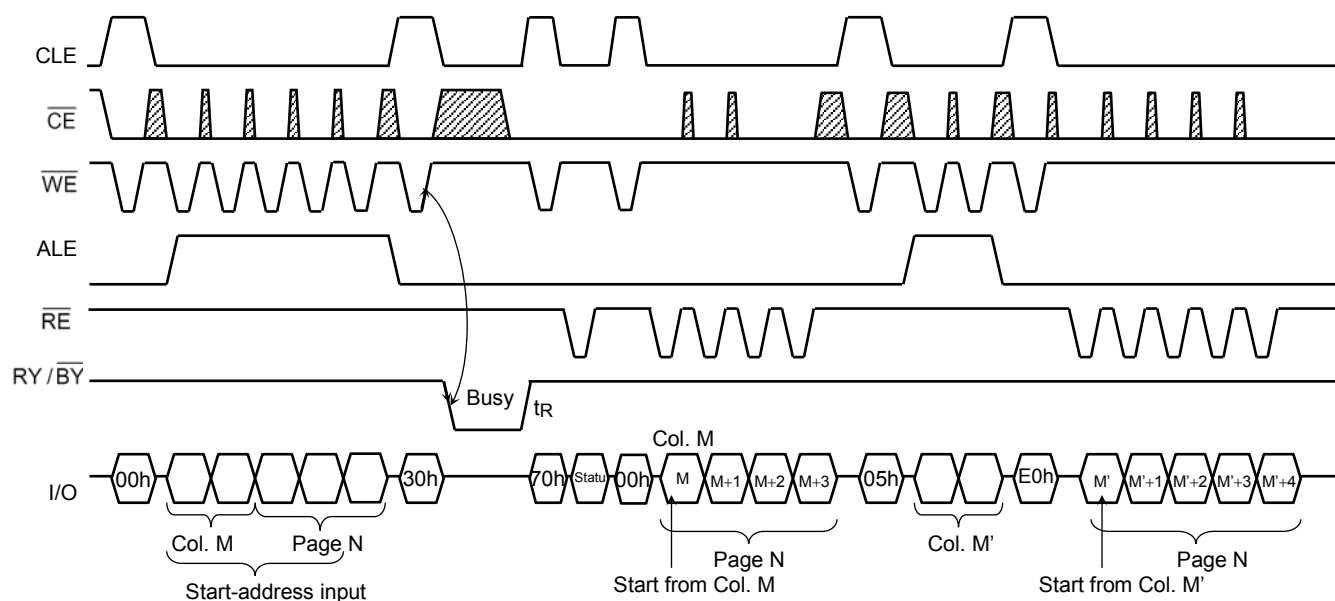 CLE
CE
WE
ALE
RE
RY / BY
Busy
tR
Col. M
I/O
00h
30h
70h
Statu
00h
M
M+1
M+2
M+3
05h
E0h
M'
M'+1
M'+2
M'+3
M'+4
Col. M
Page N
Page N
Col. M'
Page N
Start-address input
Start from Col. M
Start from Col. M'